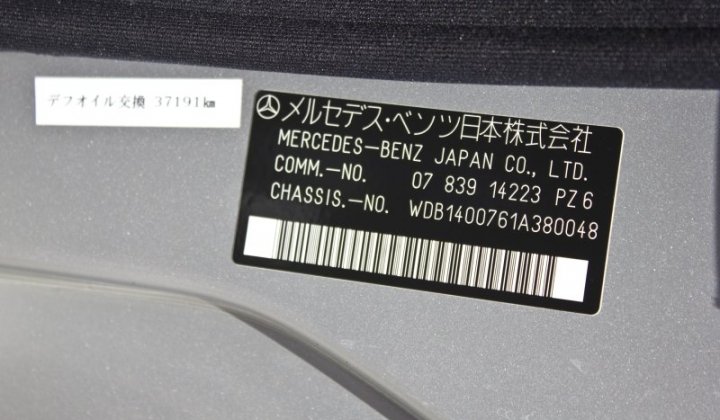 デフオイル交換 37191km
メルセデス・ベンツ日本株式会社
MERCEDES-BENZ JAPAN CO., LTD.
COMM.-NO. 07 839 14223 PZ6
CHASSIS.-NO. WDB1400761A380048